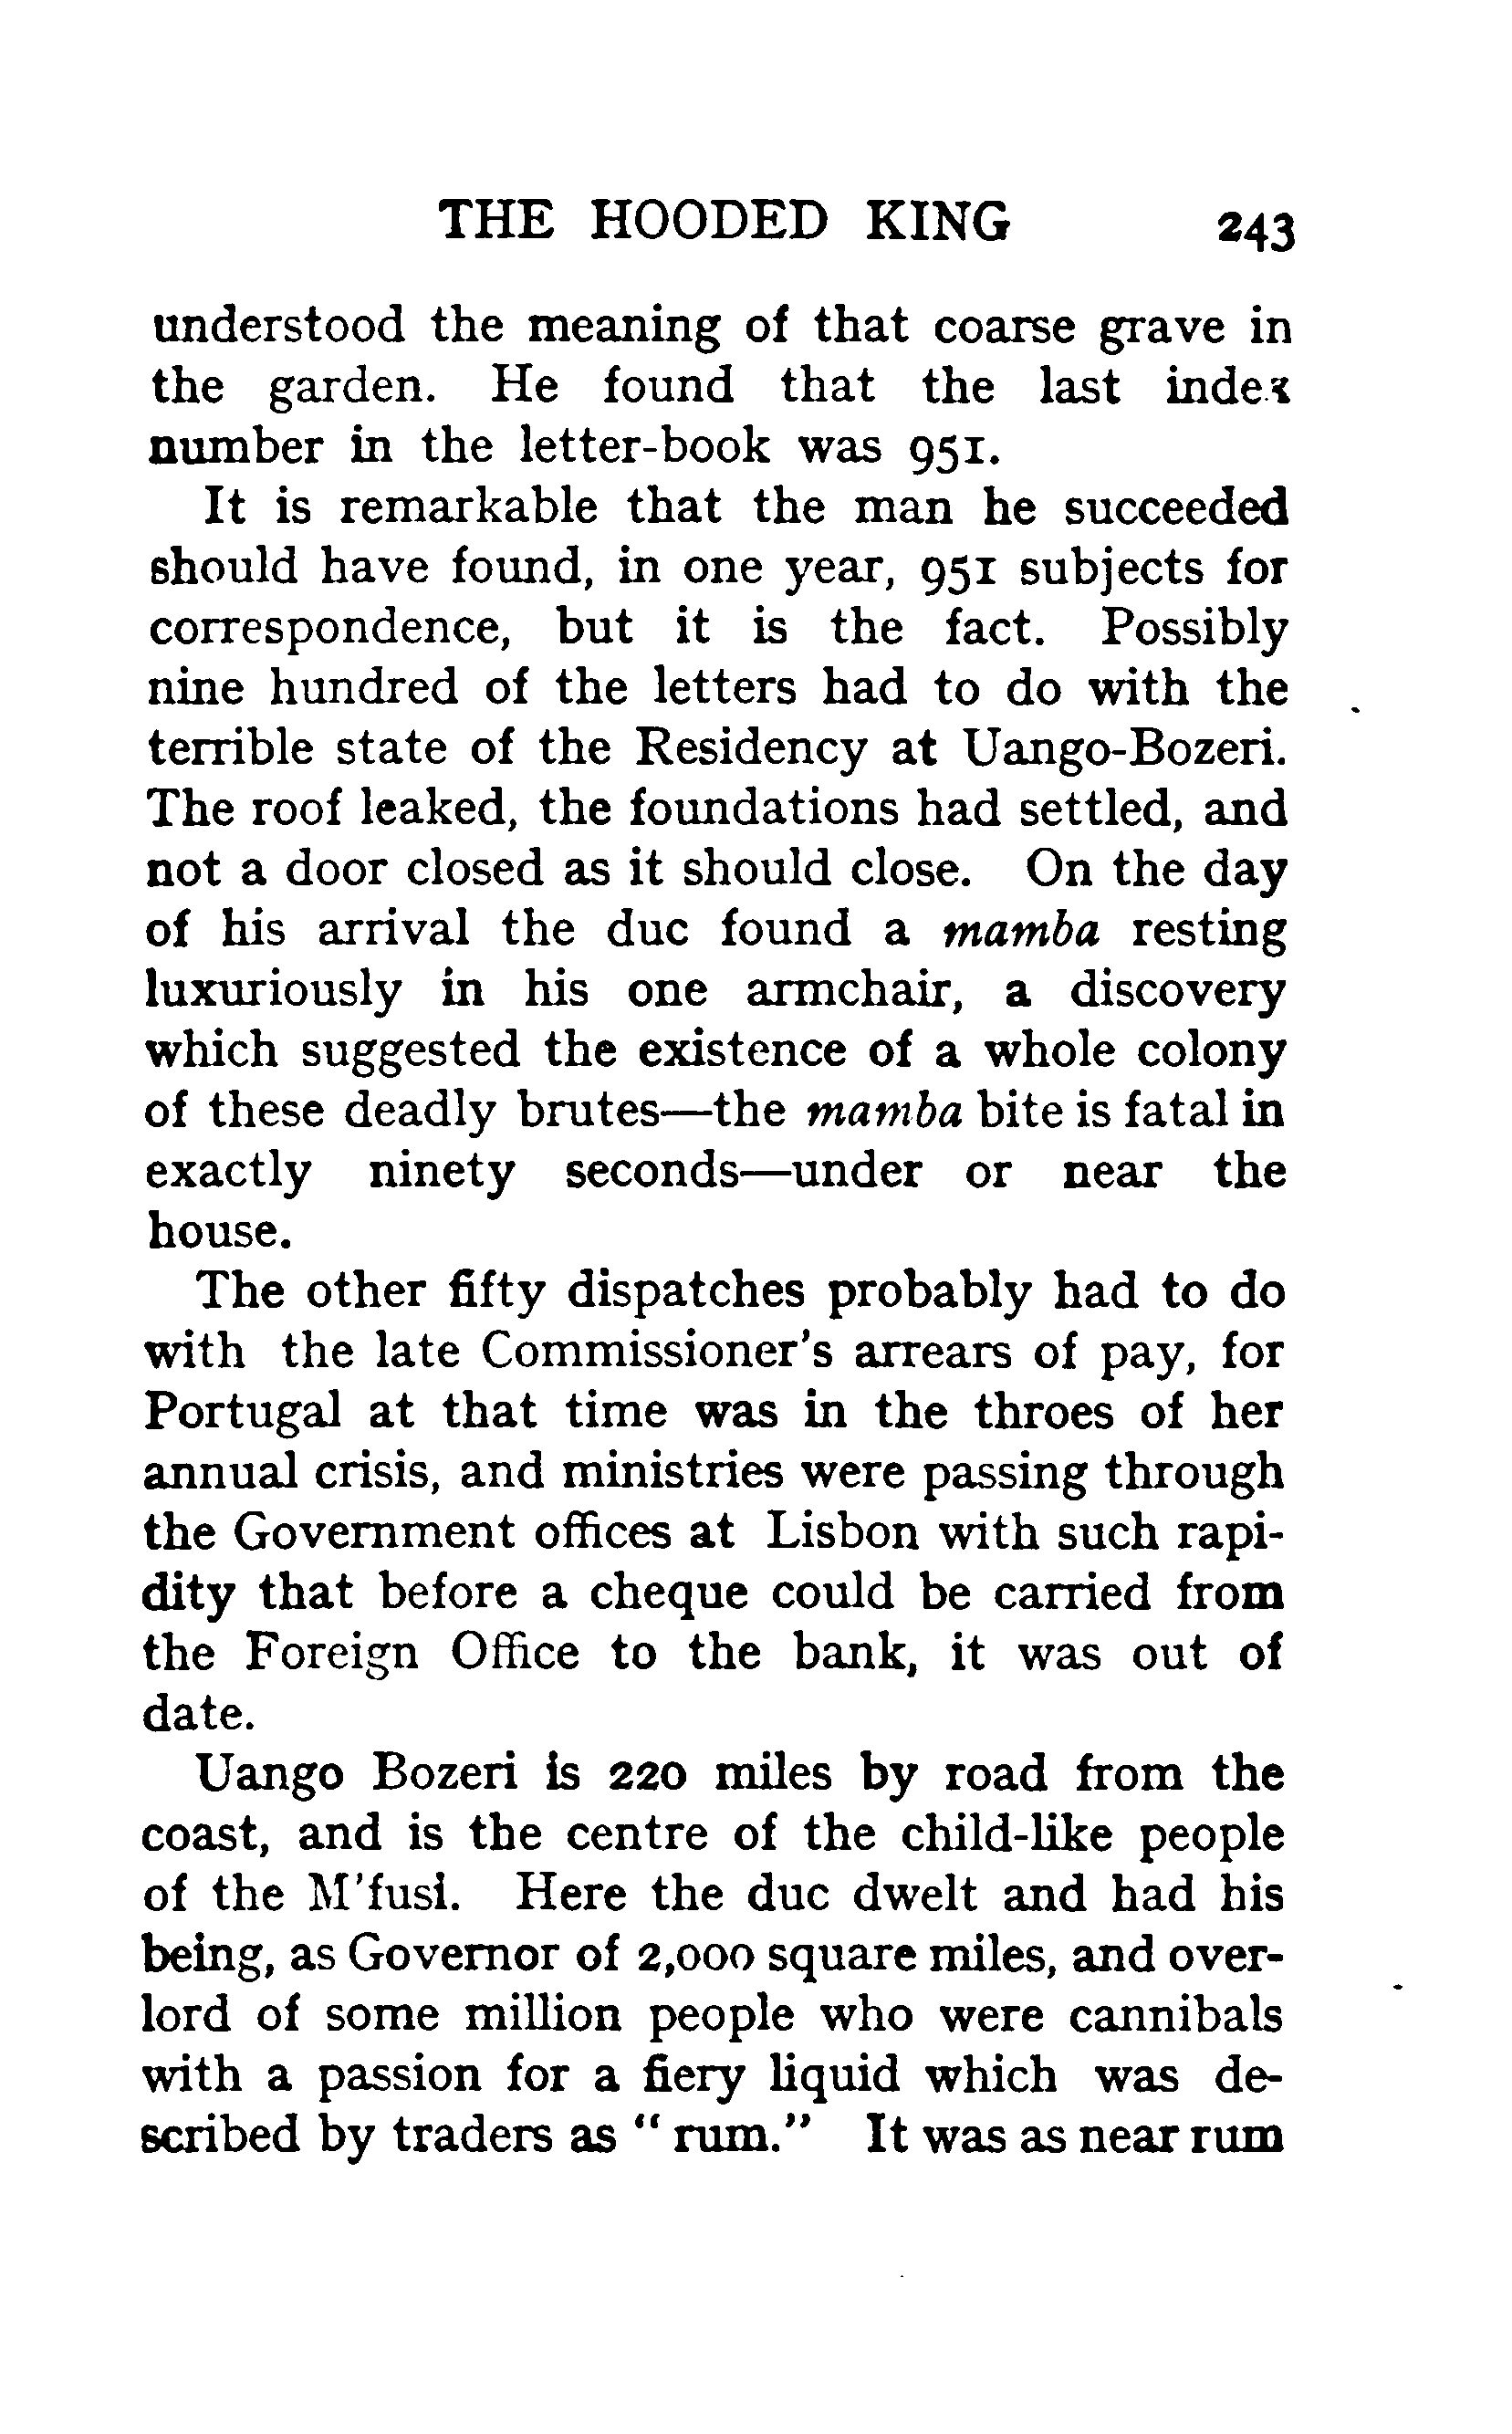 THE HOODED KING 243
understood the meaning of that coarse grave in
the garden. He found that the last index
number in the letter-book was 951.
It is remarkable that the man he succeeded
should have found, in one year, 951 subjects for
correspondence, but it is the fact. Possibly
nine hundred of the letters had to do with the
terrible state of the Residency at Uango-Bozeri.
The roof leaked, the foundations had settled, and
not a door closed as it should close. On the day
of his arrival the duc found a mamba resting
luxuriously in his one armchair, a discovery
which suggested the existence of a whole colony
of these deadly brutes—the mamba bite is fatal in
exactly ninety seconds—under or near the
house.
The other fifty dispatches probably had to do
with the late Commissioner's arrears of pay, for
Portugal at that time was in the throes of her
annual crisis, and ministries were passing through
the Government offices at Lisbon with such rapi-
dity that before a cheque could be carried from
the Foreign Office to the bank, it was out of
date.
Uango Bozeri is 220 miles by road from the
coast, and is the centre of the child-like people
of the M'fusi. Here the duc dwelt and had his
being, as Governor of 2,000 square miles, and over-
lord of some million people who were cannibals
with a passion for a fiery liquid which was de-
scribed by traders as " rum." It was as near rum